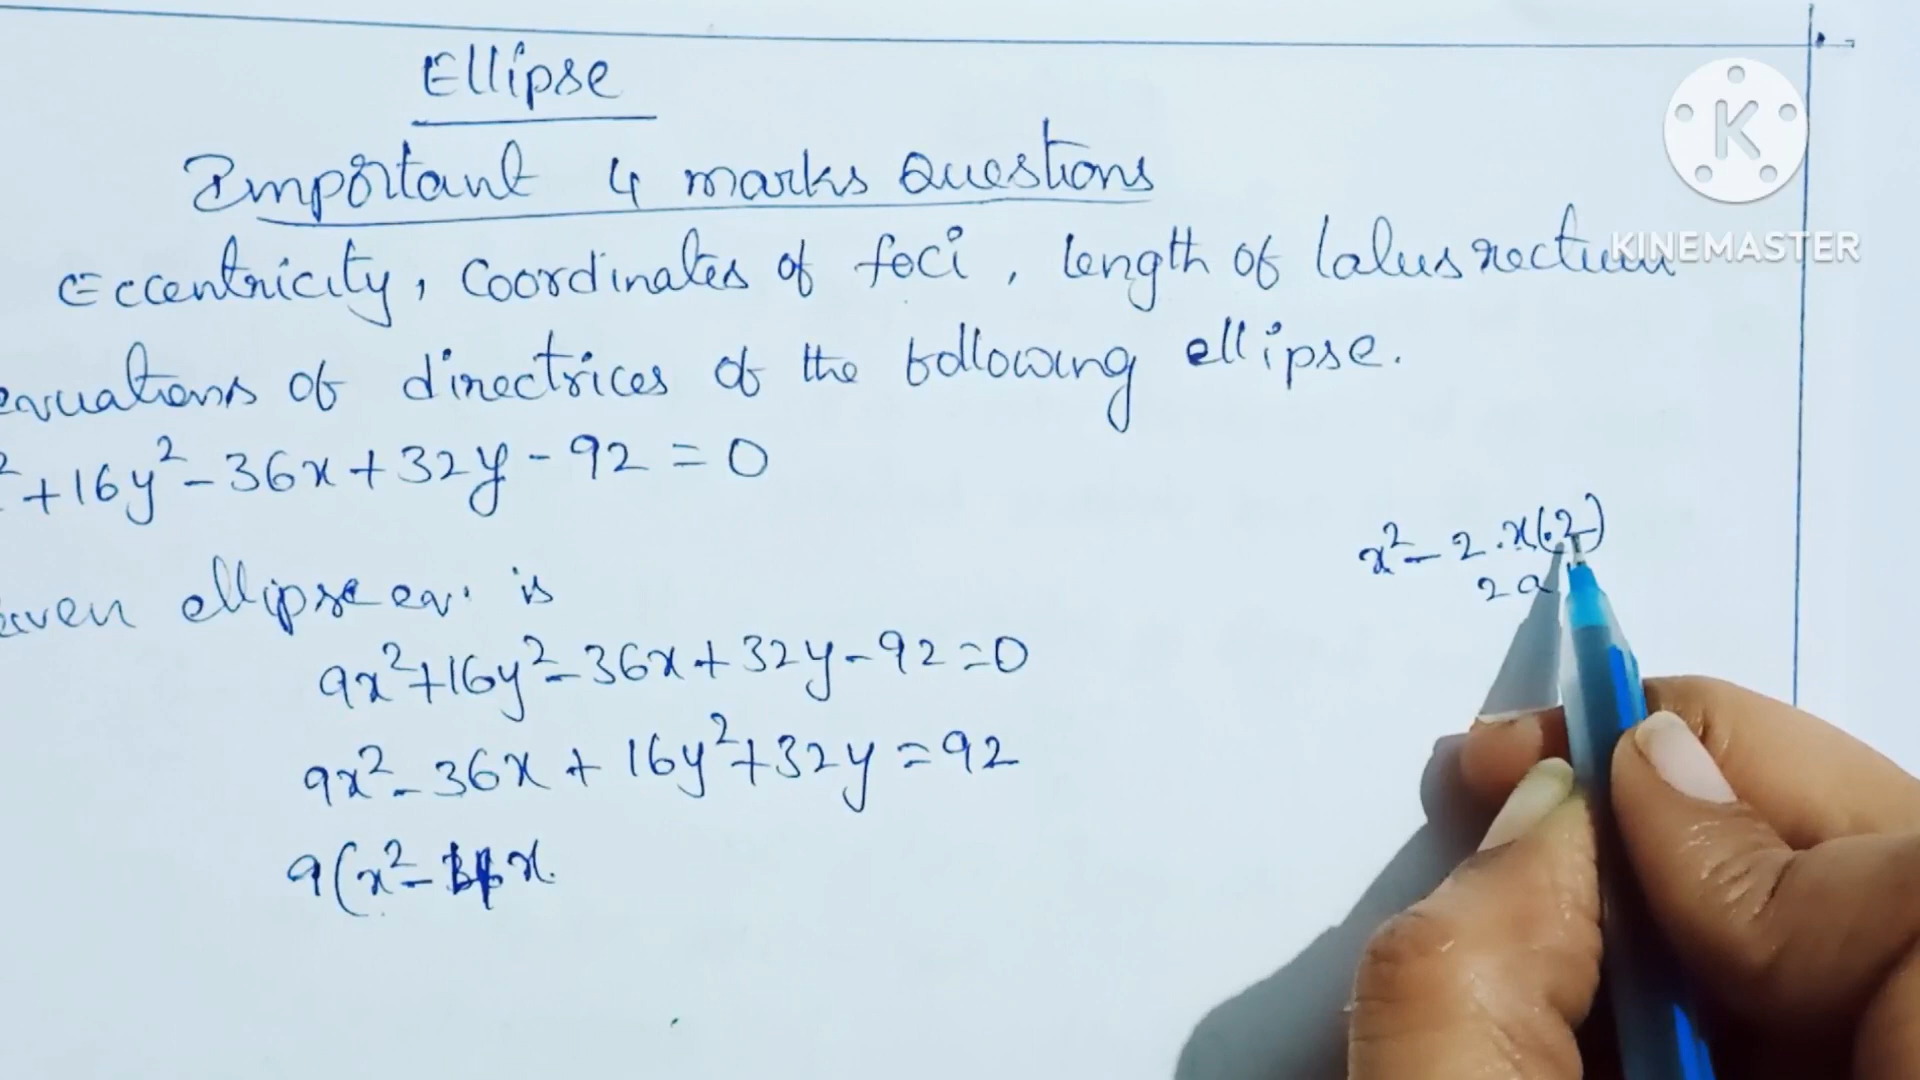 Ellipse
Important 4 marks Questions
Eccentricity, Coordinates of foci, length of latus rectum
of directrices of the following ellipse.
² + 16y² - 36x + 32y - 92 = 0
ellipse eq. is
9x² + 16y² - 36x + 32y - 92 = 0
9x² - 36x + 16y² + 32y = 92
9(x² - x
x² - 2.x(.2)
2a
K
KINEMASTER